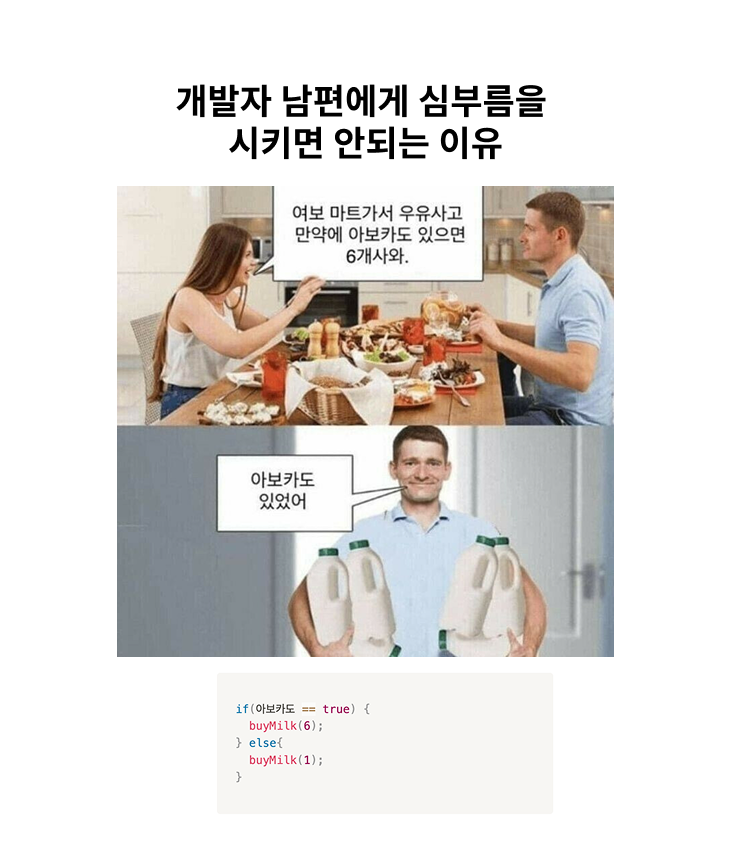 개발자 남편에게 심부름을
시키면 안되는 이유
여보 마트가서 우유사고
만약에 아보카도 있으면
6개사와.
아보카도
있었어
if(아보카도 == true) {
  buyMilk(6);
} else{
  buyMilk(1);
}